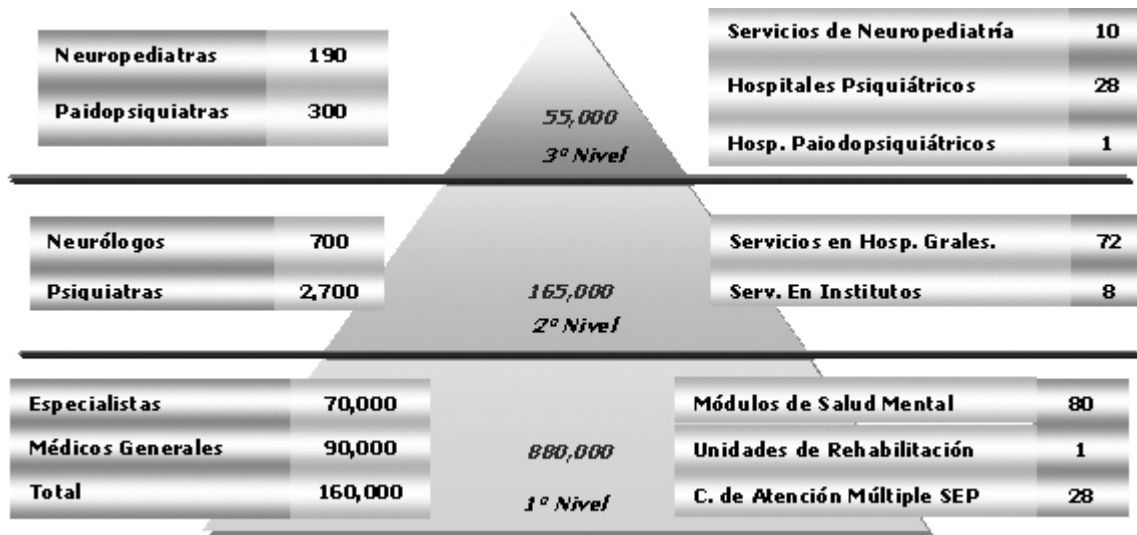 Neuropediatras 190
Paidopsiquiatras 300
55,000
3º Nivel
Servicios de Neuropediatría 10
Hospitales Psiquiátricos 28
Hosp. Paiodopsiquiátricos 1
Neurólogos 700
Psiquiatras 2,700
165,000
2º Nivel
Servicios en Hosp. Grales. 72
Serv. En Institutos 8
Especialistas 70,000
Médicos Generales 90,000
Total 160,000
880,000
1º Nivel
Módulos de Salud Mental 80
Unidades de Rehabilitación 1
C. de Atención Múltiple SEP 28